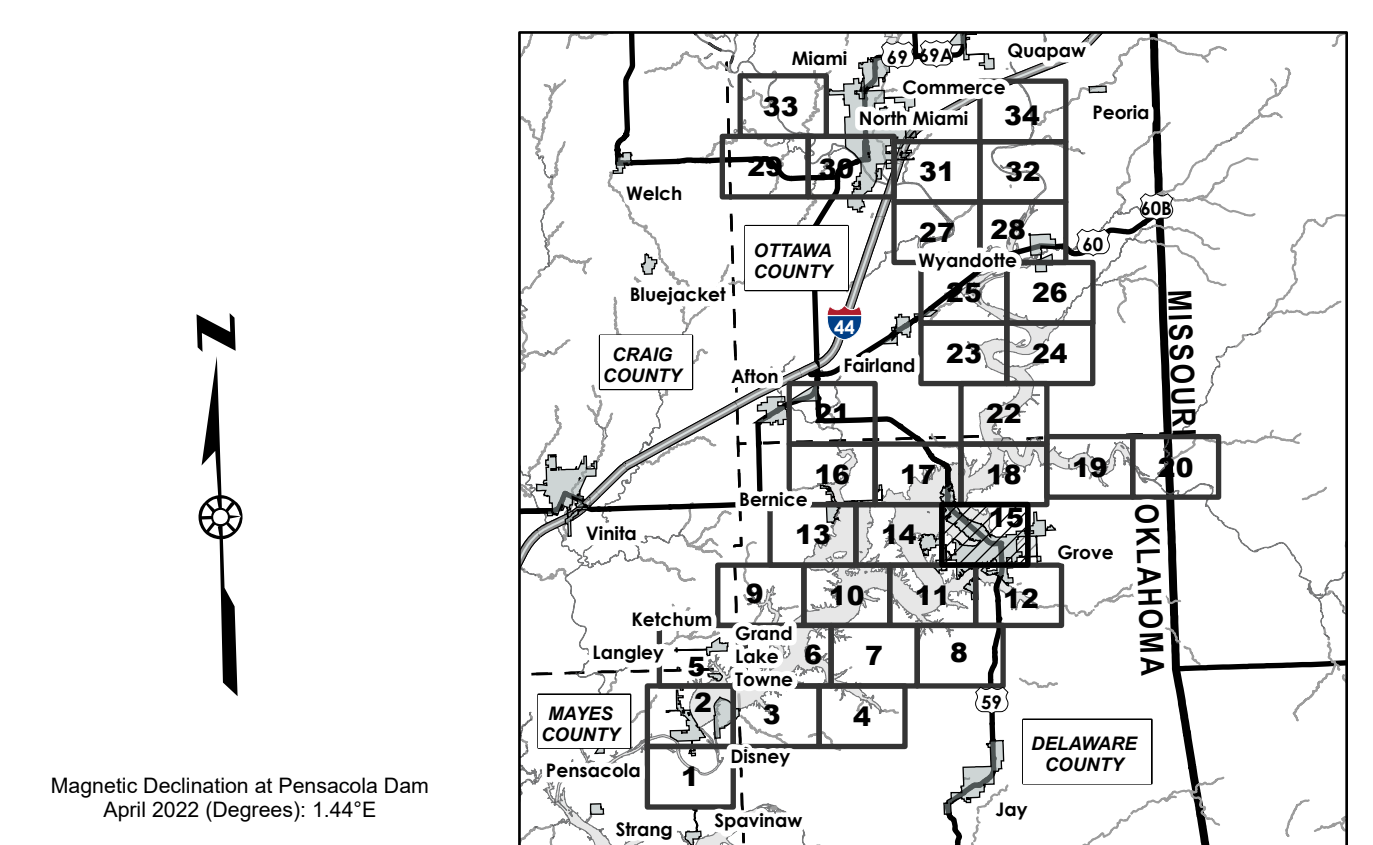 Miami
69
69A
Quapaw
Commerce
33
34
Peoria
North Miami
29
30
31
32
Welch
60B
27
28
60
OTTAWA
COUNTY
Wyandotte
Bluejacket
25
26
MISSOURI
44
N
CRAIG
COUNTY
Fairland
23
24
Afton
21
22
16
17
18
19
20
Bernice
15
Vinita
13
14
Grove
OKLAHOMA
9
10
11
12
Ketchum
Grand
Lake
Towne
Langley
5
6
7
8
2
3
4
59
MAYES
COUNTY
DELAWARE
COUNTY
Disney
Pensacola
1
Magnetic Declination at Pensacola Dam
April 2022 (Degrees): 1.44°E
Jay
Strang
Spavinaw